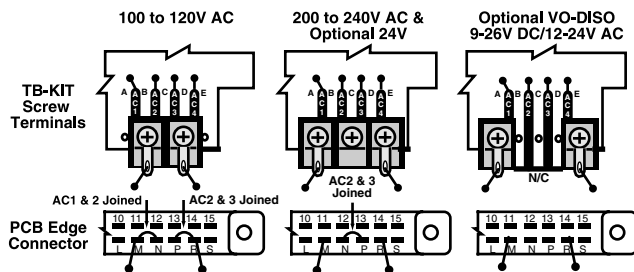 100 to 120V AC
200 to 240V AC &
Optional 24V
Optional VO-DISO
9-26V DC/12-24V AC
TB-KIT
Screw
Terminals
A AC1 B AC2 C AC3 D AC4 E
A AC1 B AC2 C AC3 D AC4 E
A AC1 B AC2 C AC3 D AC4 E
N/C
AC1 & 2 Joined
AC2 & 3 Joined
AC2 & 3
Joined
PCB Edge
Connector
10 11 12 13 14 15
L M N P R S
10 11 12 13 14 15
L M N P R S
10 11 12 13 14 15
L M N P R S